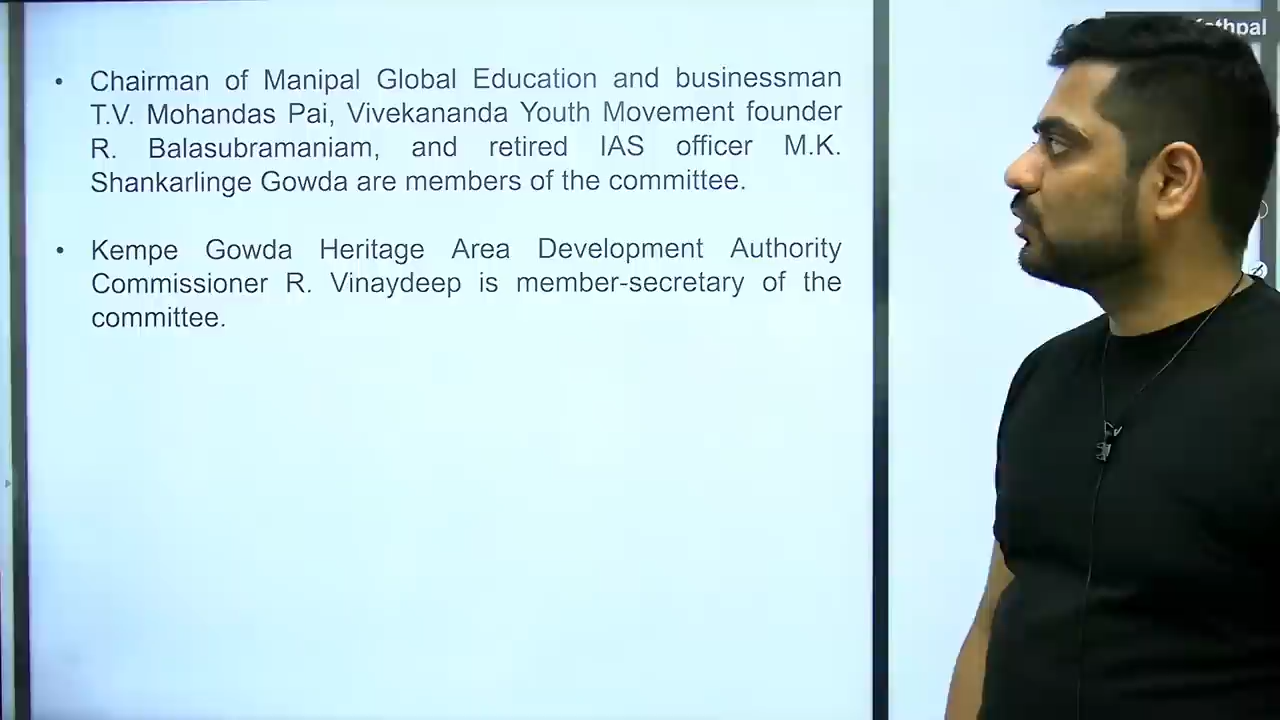 • Chairman of Manipal Global Education and businessman
T.V. Mohandas Pai, Vivekananda Youth Movement founder
R. Balasubramaniam, and retired IAS officer M.K.
Shankarlinge Gowda are members of the committee.
• Kempe Gowda Heritage Area Development Authority
Commissioner R. Vinaydeep is member-secretary of the
committee.